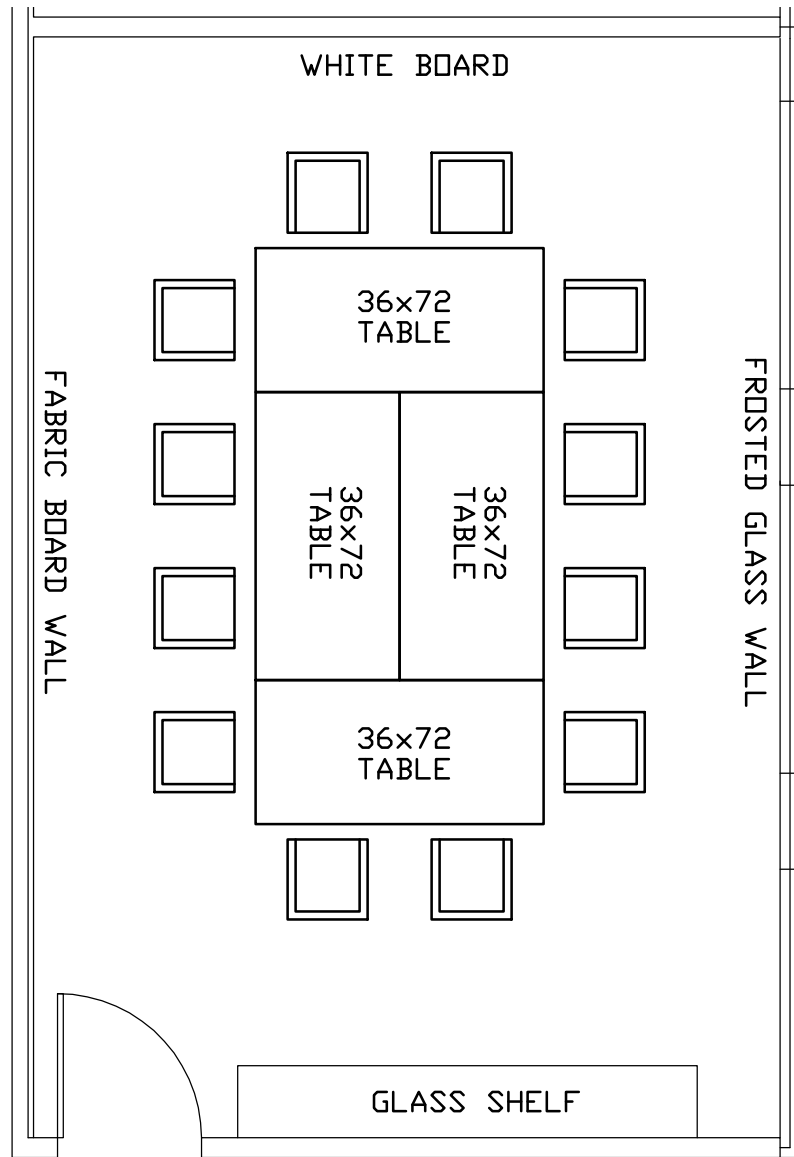 WHITE BOARD
36x72
TABLE
FABRIC BOARD WALL
36x72
TABLE
36x72
TABLE
FROSTED GLASS WALL
36x72
TABLE
GLASS SHELF